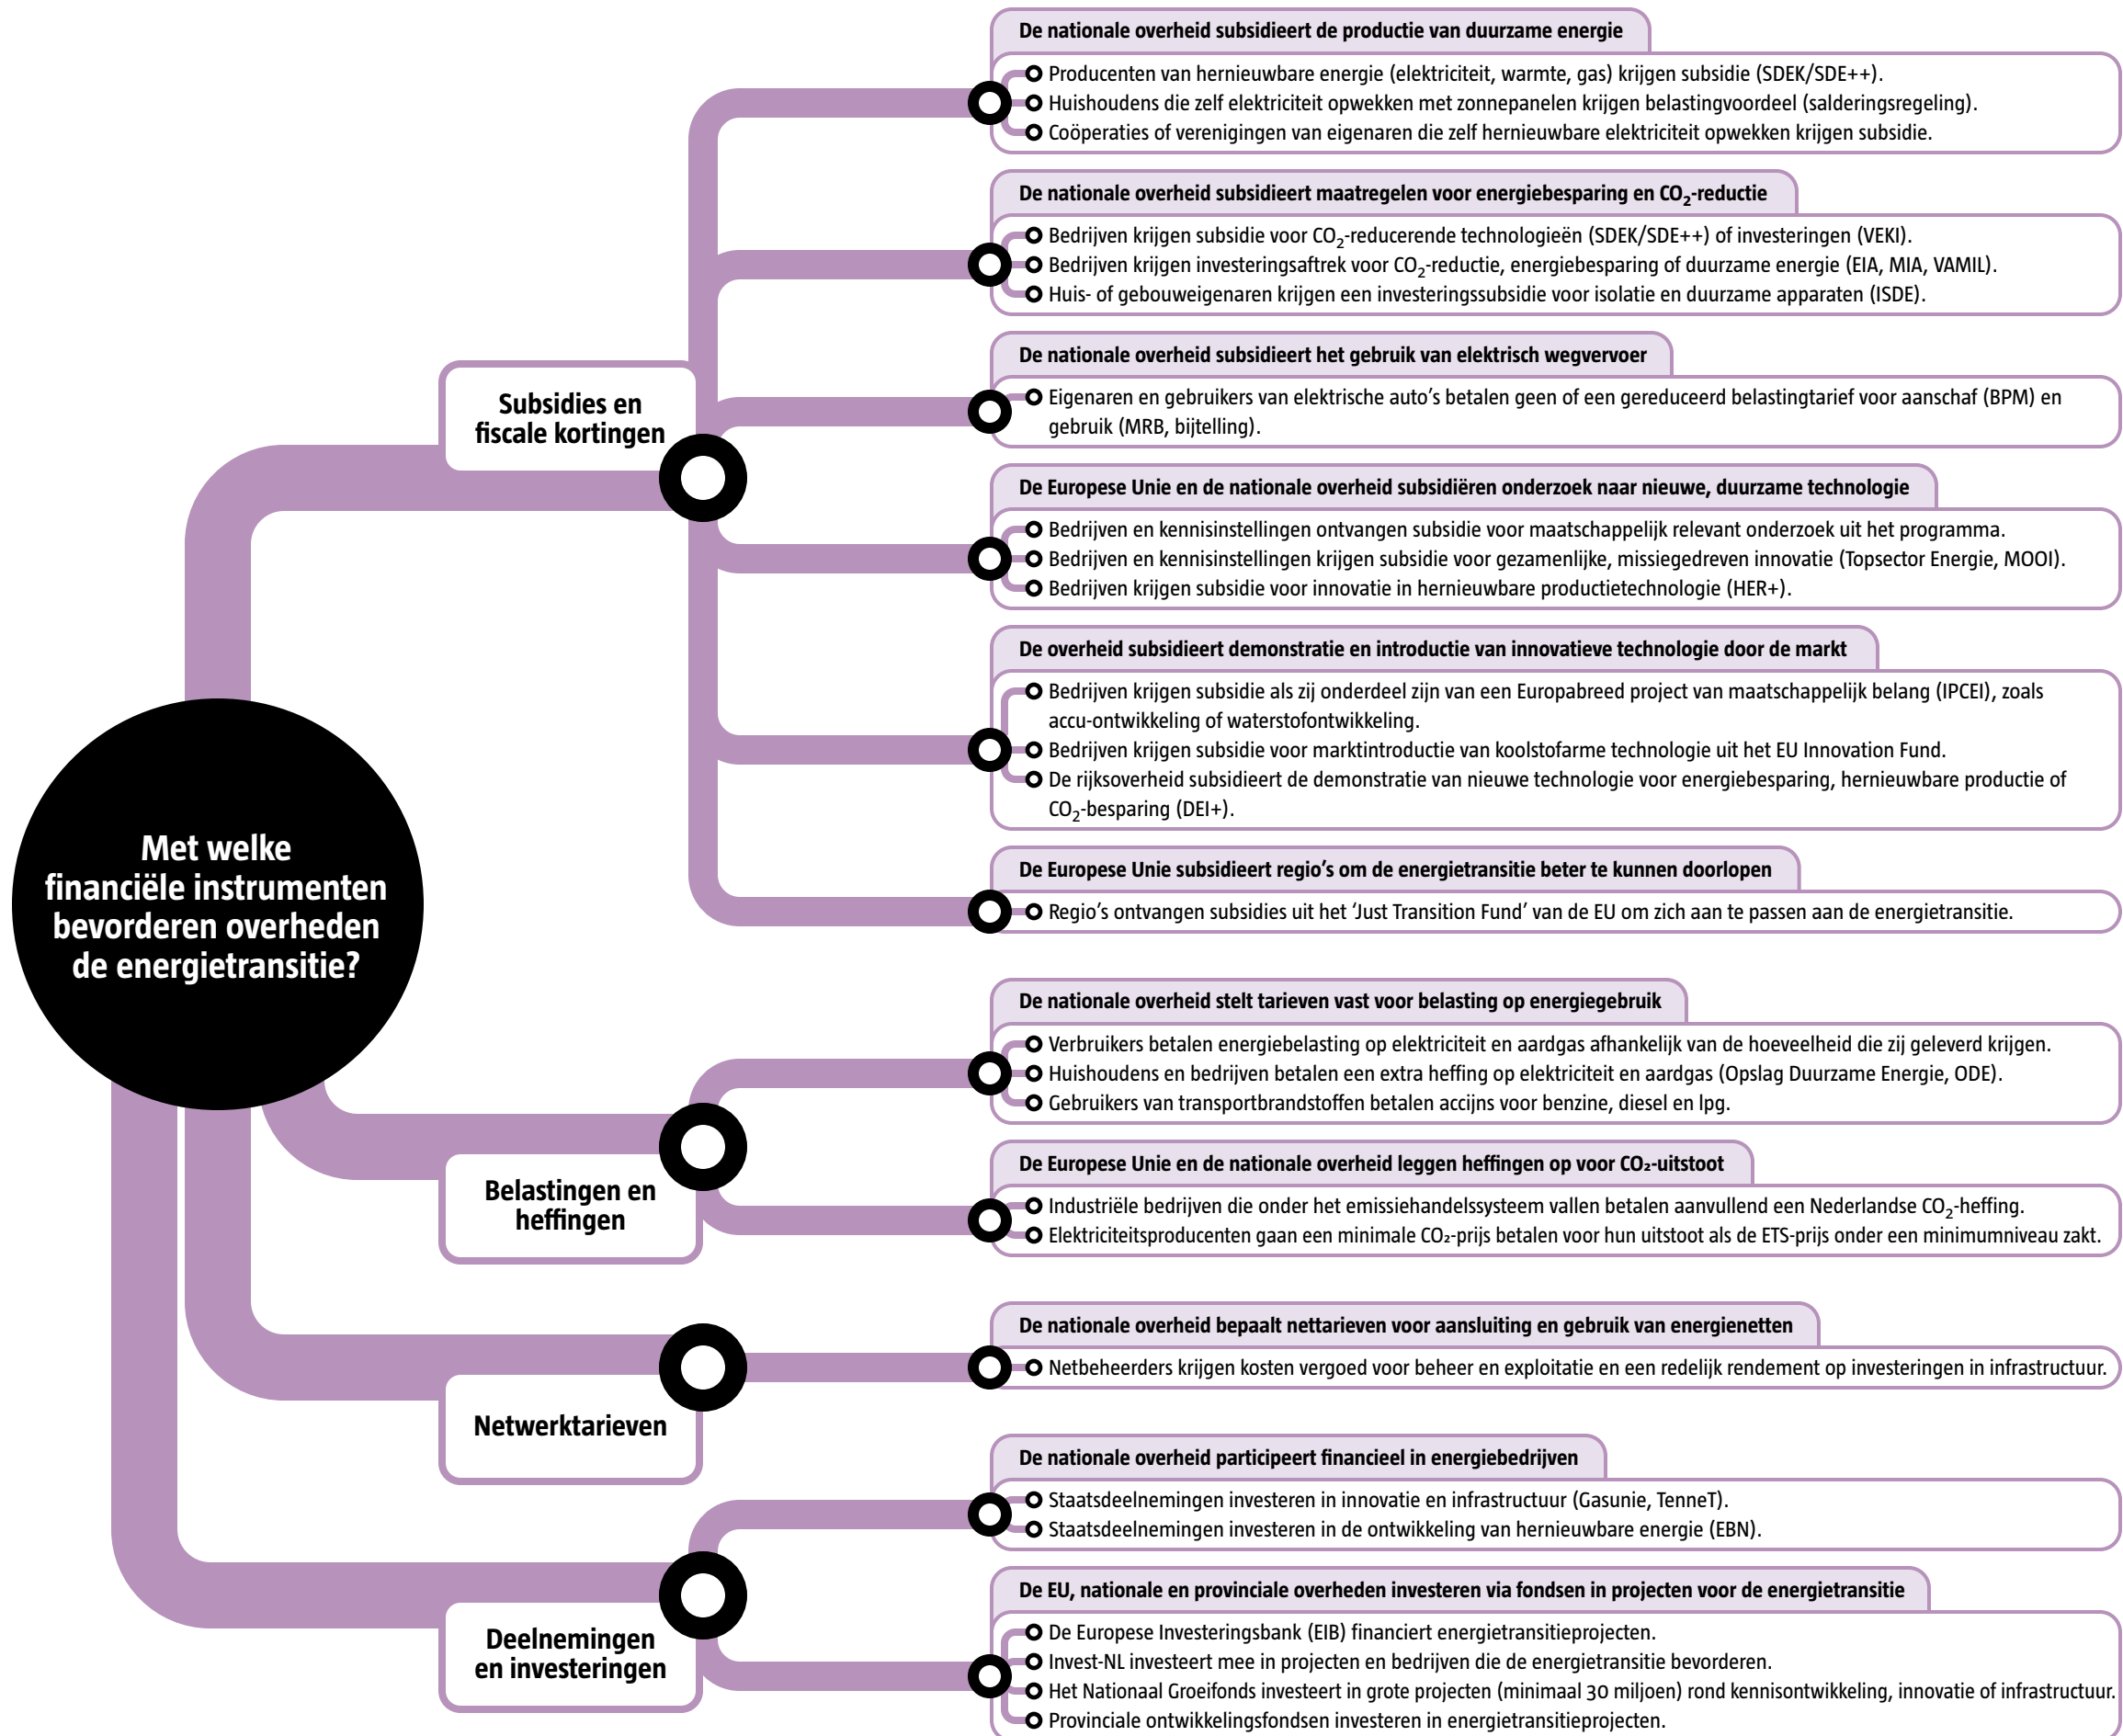 Met welke
financiële instrumenten
bevorderen overheden
de energietransitie?
Subsidies en
fiscale kortingen
De nationale overheid subsidieert de productie van duurzame energie
Producenten van hernieuwbare energie (elektriciteit, warmte, gas) krijgen subsidie (SDEK/SDE++).
Huishoudens die zelf elektriciteit opwekken met zonnepanelen krijgen belastingvoordeel (salderingsregeling).
Coöperaties of verenigingen van eigenaren die zelf hernieuwbare elektriciteit opwekken krijgen subsidie.
De nationale overheid subsidieert maatregelen voor energiebesparing en CO₂-reductie
Bedrijven krijgen subsidie voor CO₂-reducerende technologieën (SDEK/SDE++) of investeringen (VEKI).
Bedrijven krijgen investeringsaftrek voor CO₂-reductie, energiebesparing of duurzame energie (EIA, MIA, VAMIL).
Huis- of gebouweigenaren krijgen een investeringssubsidie voor isolatie en duurzame apparaten (ISDE).
De nationale overheid subsidieert het gebruik van elektrisch wegvervoer
Eigenaren en gebruikers van elektrische auto's betalen geen of een gereduceerd belastingtarief voor aanschaf (BPM) en
gebruik (MRB, bijtelling).
De Europese Unie en de nationale overheid subsidiëren onderzoek naar nieuwe, duurzame technologie
Bedrijven en kennisinstellingen ontvangen subsidie voor maatschappelijk relevant onderzoek uit het programma.
Bedrijven en kennisinstellingen krijgen subsidie voor gezamenlijke, missiegedreven innovatie (Topsector Energie, MOOI).
Bedrijven krijgen subsidie voor innovatie in hernieuwbare productietechnologie (HER+).
De overheid subsidieert demonstratie en introductie van innovatieve technologie door de markt
Bedrijven krijgen subsidie als zij onderdeel zijn van een Europabreed project van maatschappelijk belang (IPCEI), zoals
accu-ontwikkeling of waterstofontwikkeling.
Bedrijven krijgen subsidie voor marktintroductie van koolstofarme technologie uit het EU Innovation Fund.
De rijksoverheid subsidieert de demonstratie van nieuwe technologie voor energiebesparing, hernieuwbare productie of
CO₂-besparing (DEI+).
De Europese Unie subsidieert regio's om de energietransitie beter te kunnen doorlopen
Regio's ontvangen subsidies uit het 'Just Transition Fund' van de EU om zich aan te passen aan de energietransitie.
Belastingen en
heffingen
De nationale overheid stelt tarieven vast voor belasting op energiegebruik
Verbruikers betalen energiebelasting op elektriciteit en aardgas afhankelijk van de hoeveelheid die zij geleverd krijgen.
Huishoudens en bedrijven betalen een extra heffing op elektriciteit en aardgas (Opslag Duurzame Energie, ODE).
Gebruikers van transportbrandstoffen betalen accijns voor benzine, diesel en lpg.
De Europese Unie en de nationale overheid leggen heffingen op voor CO₂-uitstoot
Industriële bedrijven die onder het emissiehandelssysteem vallen betalen aanvullend een Nederlandse CO₂-heffing.
Elektriciteitsproducenten gaan een minimale CO₂-prijs betalen voor hun uitstoot als de ETS-prijs onder een minimumniveau zakt.
Netwerktarieven
De nationale overheid bepaalt nettarieven voor aansluiting en gebruik van energienetten
Netbeheerders krijgen kosten vergoed voor beheer en exploitatie en een redelijk rendement op investeringen in infrastructuur.
Deelnemingen
en investeringen
De nationale overheid participeert financieel in energiebedrijven
Staatsdeelnemingen investeren in innovatie en infrastructuur (Gasunie, TenneT).
Staatsdeelnemingen investeren in de ontwikkeling van hernieuwbare energie (EBN).
De EU, nationale en provinciale overheden investeren via fondsen in projecten voor de energietransitie
De Europese Investeringsbank (EIB) financiert energietransitieprojecten.
Invest-NL investeert mee in projecten en bedrijven die de energietransitie bevorderen.
Het Nationaal Groeifonds investeert in grote projecten (minimaal 30 miljoen) rond kennisontwikkeling, innovatie of infrastructuur.
Provinciale ontwikkelingsfondsen investeren in energietransitieprojecten.